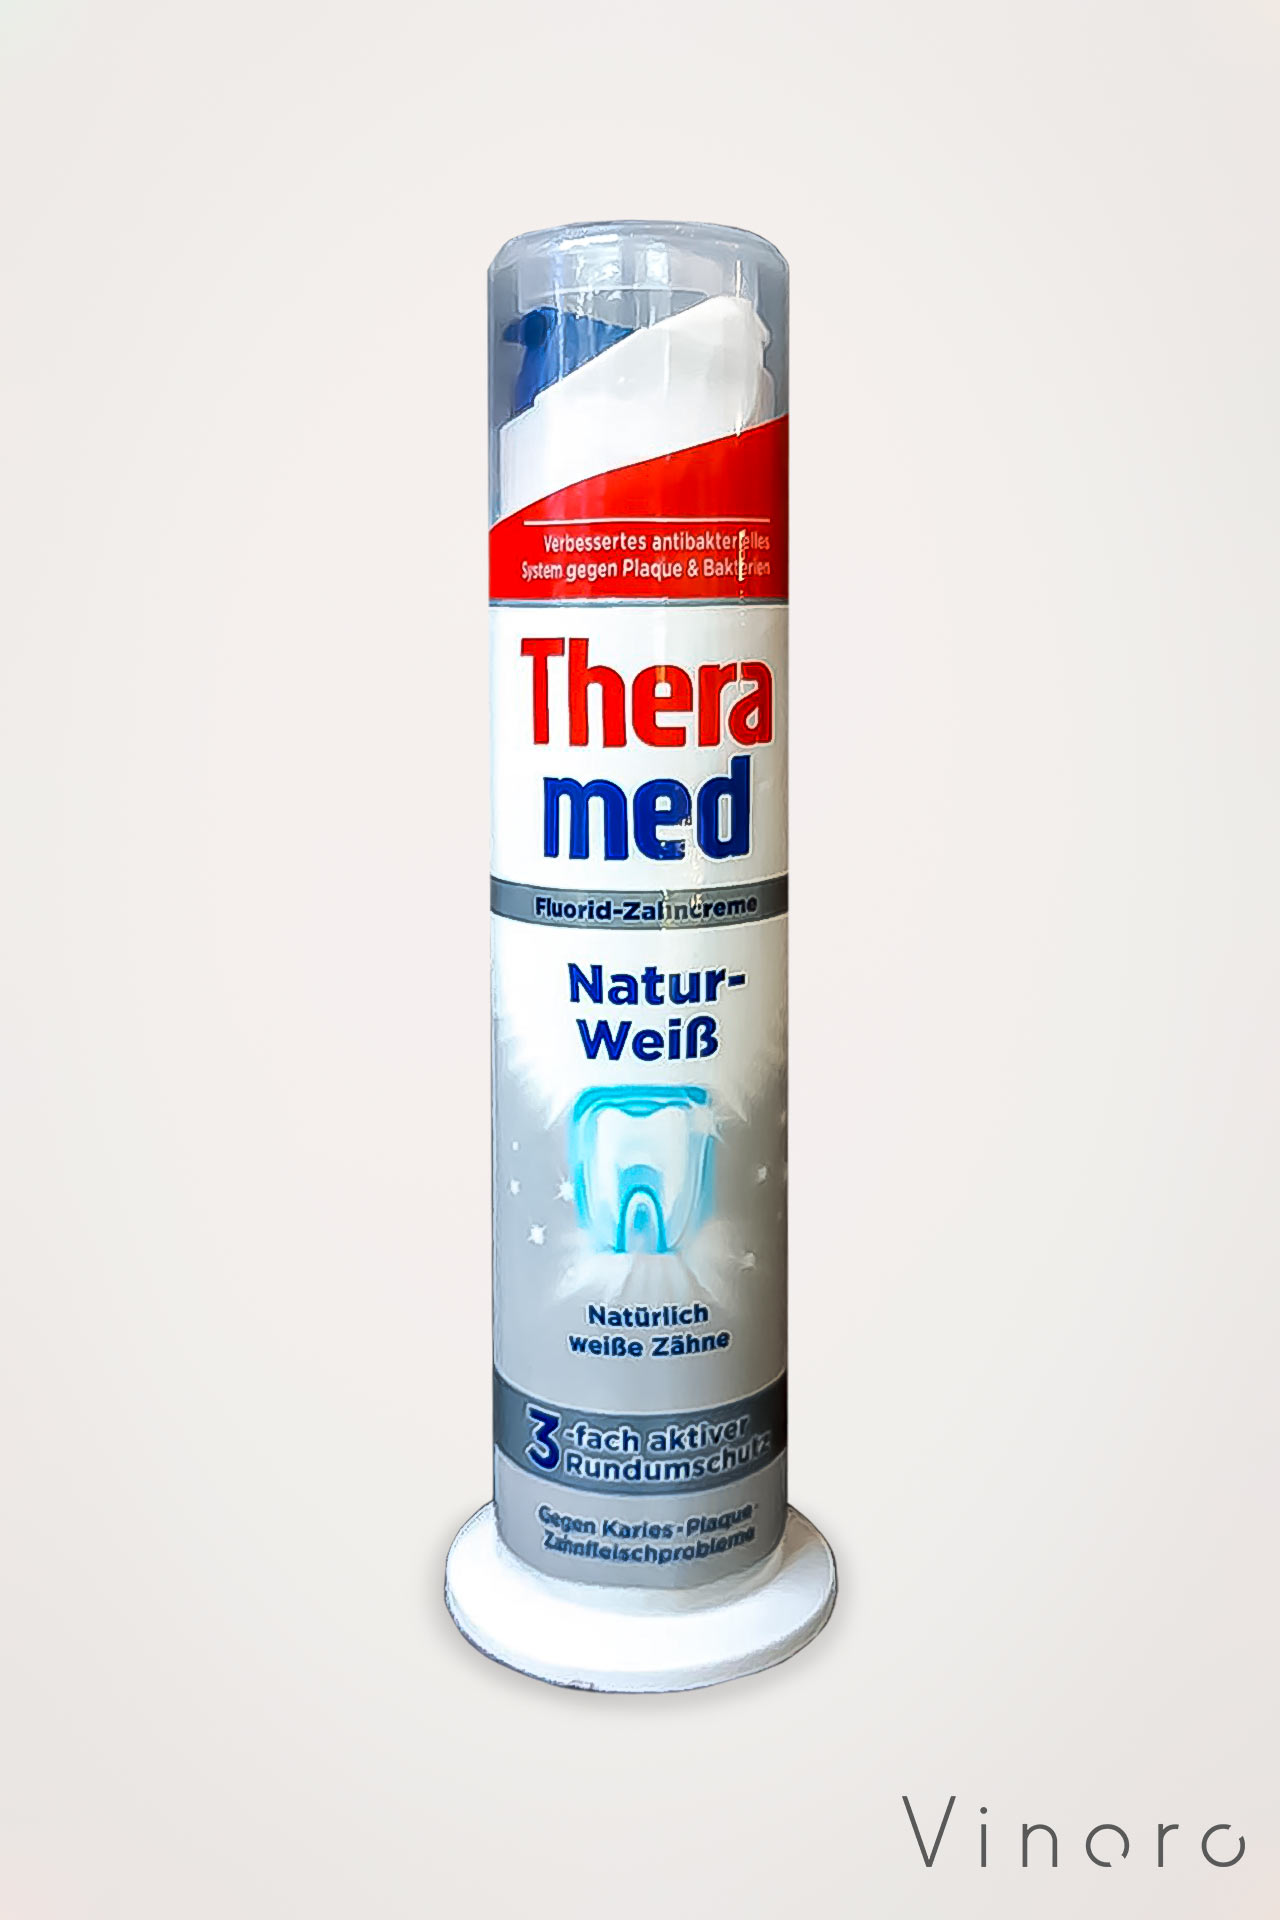 Verbessertes antibakterielles
System gegen Plaque & Bakterien
Thera
med
Fluorid-Zahncreme
Natur-
Weiß
Natürlich
weiße Zähne
3-fach aktiver
Rundumschutz
Gegen Karies · Plaque ·
Zahnfleischprobleme
Vinoro